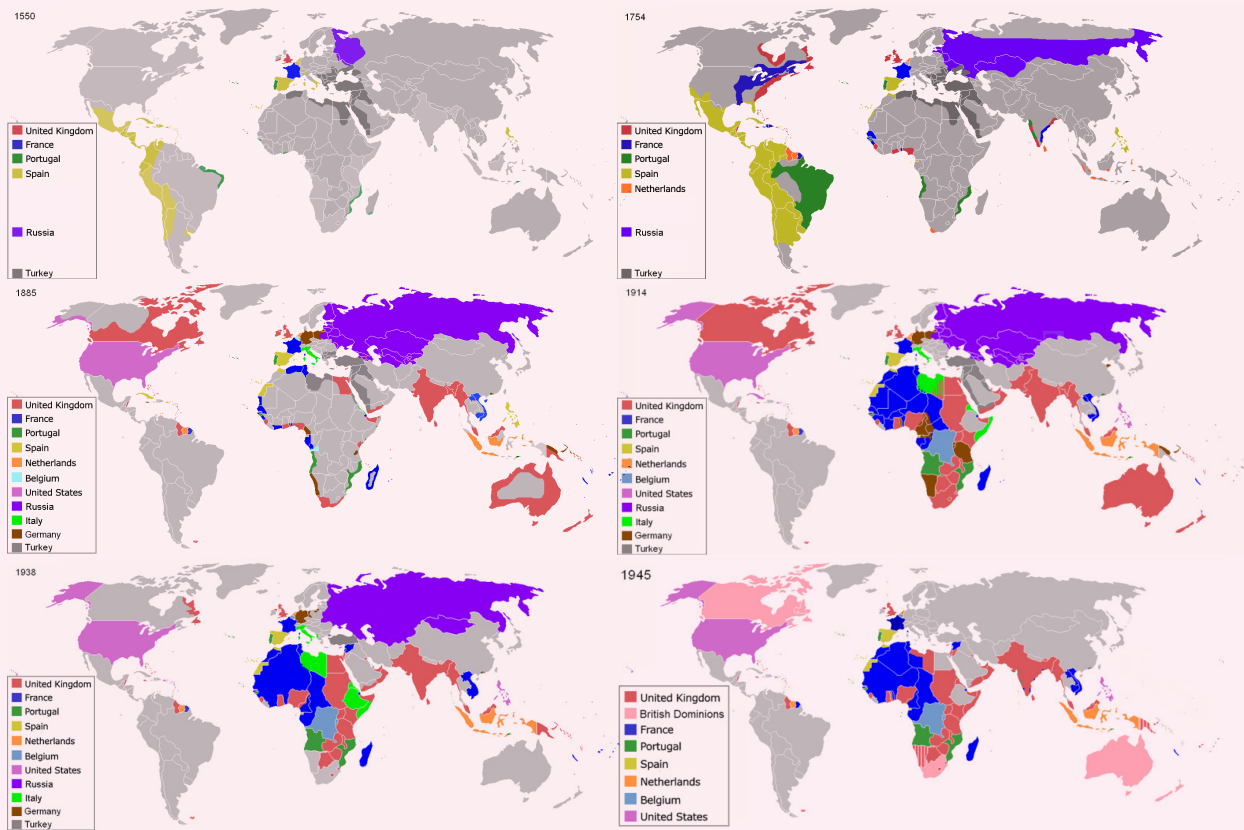 1550
United Kingdom
France
Portugal
Spain
Russia
Turkey
1754
United Kingdom
France
Portugal
Spain
Netherlands
Russia
Turkey
1885
United Kingdom
France
Portugal
Spain
Netherlands
Belgium
United States
Russia
Italy
Germany
Turkey
1914
United Kingdom
France
Portugal
Spain
Netherlands
Belgium
United States
Russia
Italy
Germany
Turkey
1938
United Kingdom
France
Portugal
Spain
Netherlands
Belgium
United States
Russia
Italy
Germany
Turkey
1945
United Kingdom
British Dominions
France
Portugal
Spain
Netherlands
Belgium
United States